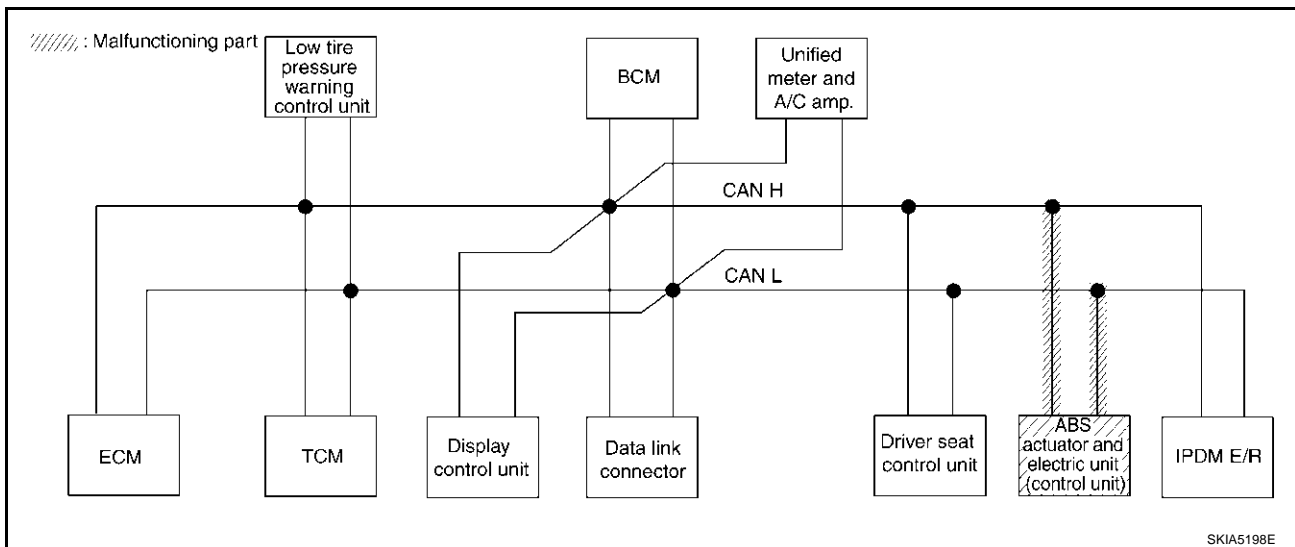 : Malfunctioning part
Low tire
pressure
warning
control unit
BCM
Unified
meter and
A/C amp.
CAN H
CAN L
ECM
TCM
Display
control unit
Data link
connector
Driver seat
control unit
ABS
actuator and
electric unit
(control unit)
IPDM E/R
SKIA5198E